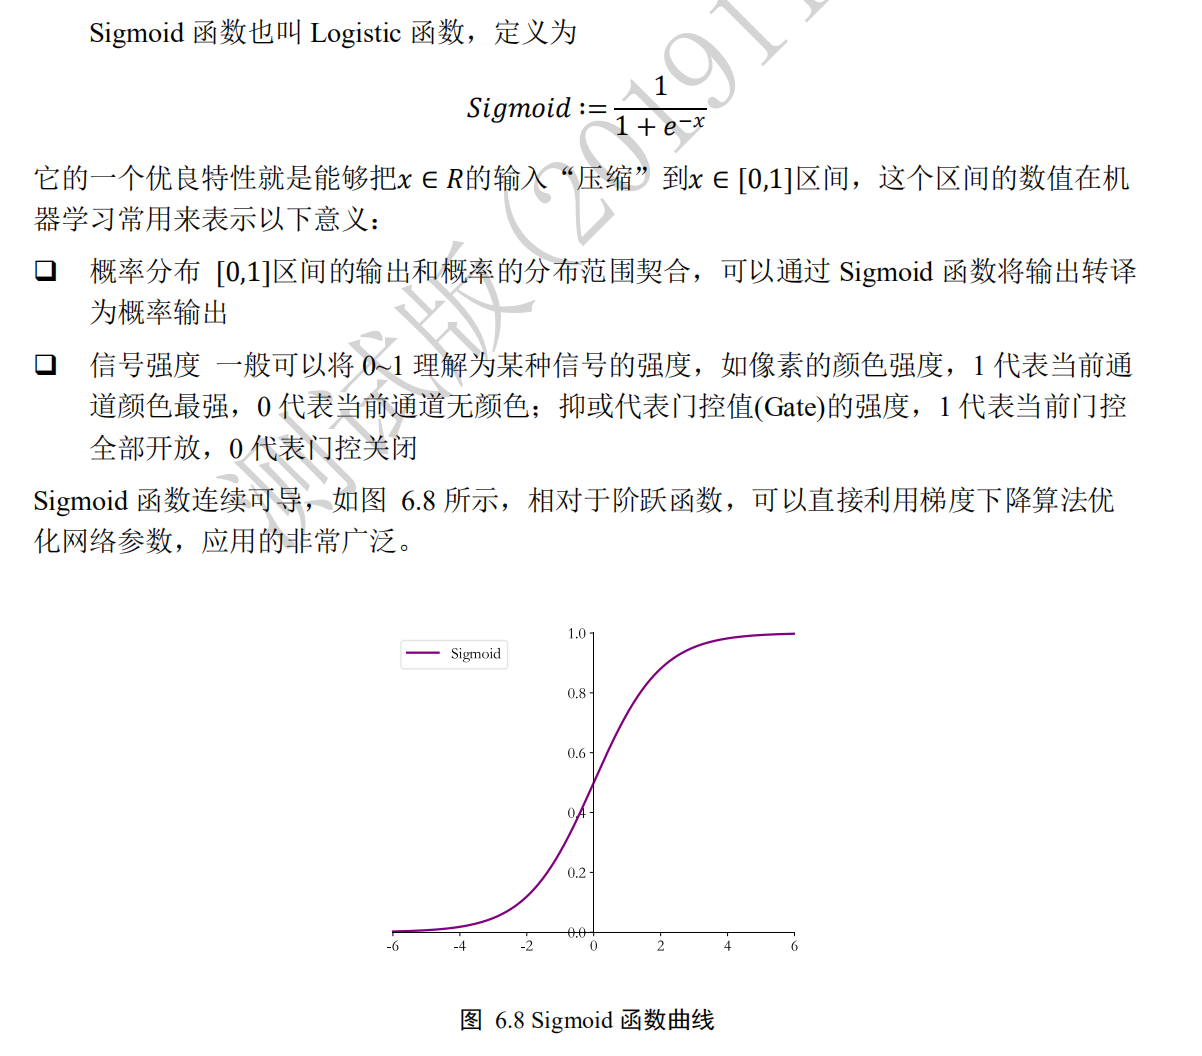 Sigmoid 函数也叫 Logistic 函数，定义为
Sigmoid := 1 / (1 + e^{-x})
它的一个优良特性就是能够把x ∈ R的输入“压缩”到x ∈ [0,1]区间，这个区间的数值在机
器学习常用来表示以下意义：
❑ 概率分布 [0,1]区间的输出和概率的分布范围契合，可以通过 Sigmoid 函数将输出转译
为概率输出
❑ 信号强度 一般可以将 0~1 理解为某种信号的强度，如像素的颜色强度，1 代表当前通
道颜色最强，0 代表当前通道无颜色；抑或代表门控值(Gate)的强度，1 代表当前门控
全部开放，0 代表门控关闭
Sigmoid 函数连续可导，如图 6.8 所示，相对于阶跃函数，可以直接利用梯度下降算法优
化网络参数，应用的非常广泛。
测试版(20191
Sigmoid
1.0
0.8
0.6
0.4
0.2
0.0
-6 -4 -2 0 2 4 6
图 6.8 Sigmoid 函数曲线